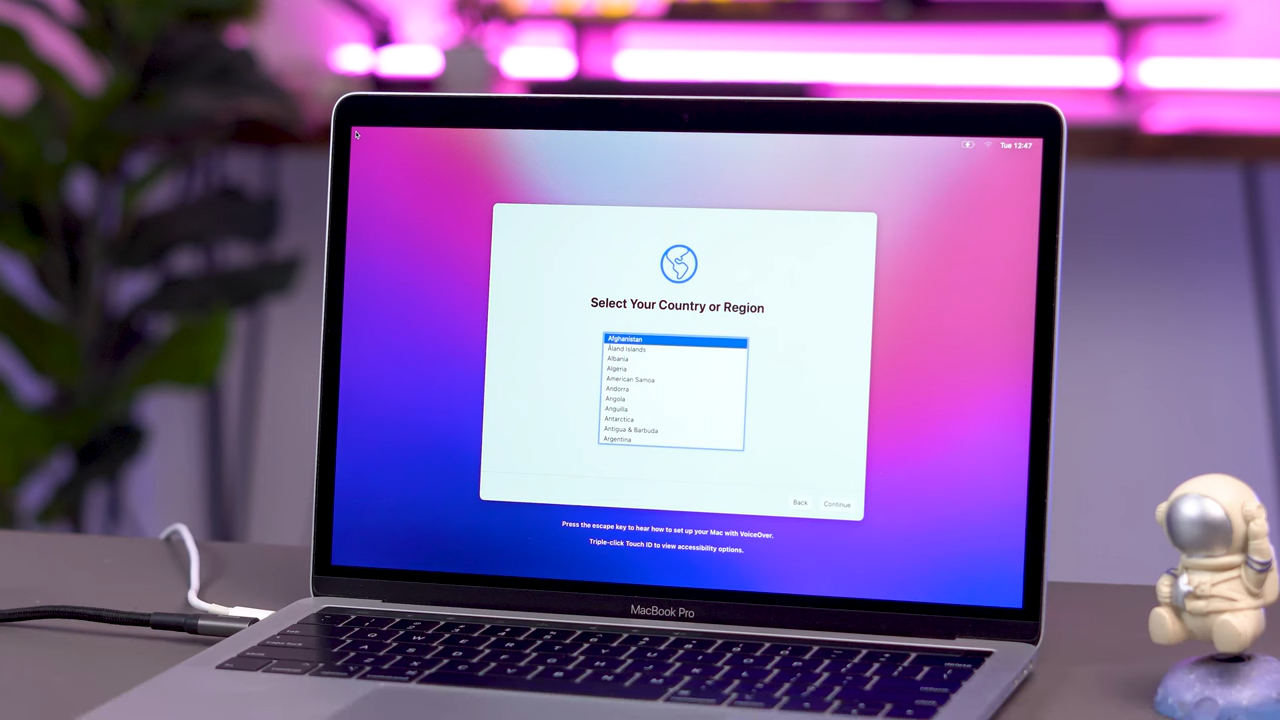 Tue 12:47
Select Your Country or Region
Afghanistan
Åland Islands
Albania
Algeria
American Samoa
Andorra
Angola
Anguilla
Antarctica
Antigua & Barbuda
Argentina
Back
Continue
Press the escape key to hear how to set up your Mac with VoiceOver.
Triple-click Touch ID to view accessibility options.
MacBook Pro